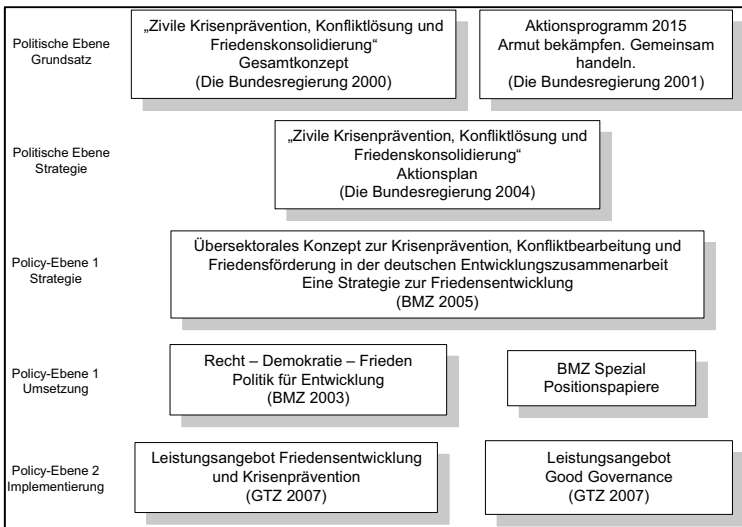 Politische Ebene
Grundsatz
„Zivile Krisenprävention, Konfliktlösung und
Friedenskonsolidierung“
Gesamtkonzept
(Die Bundesregierung 2000)
Aktionsprogramm 2015
Armut bekämpfen. Gemeinsam
handeln.
(Die Bundesregierung 2001)
Politische Ebene
Strategie
„Zivile Krisenprävention, Konfliktlösung und
Friedenskonsolidierung“
Aktionsplan
(Die Bundesregierung 2004)
Policy-Ebene 1
Strategie
Übersektorales Konzept zur Krisenprävention, Konfliktbearbeitung und
Friedensförderung in der deutschen Entwicklungszusammenarbeit
Eine Strategie zur Friedensentwicklung
(BMZ 2005)
Policy-Ebene 1
Umsetzung
Recht – Demokratie – Frieden
Politik für Entwicklung
(BMZ 2003)
BMZ Spezial
Positionspapiere
Policy-Ebene 2
Implementierung
Leistungsangebot Friedensentwicklung
und Krisenprävention
(GTZ 2007)
Leistungsangebot
Good Governance
(GTZ 2007)